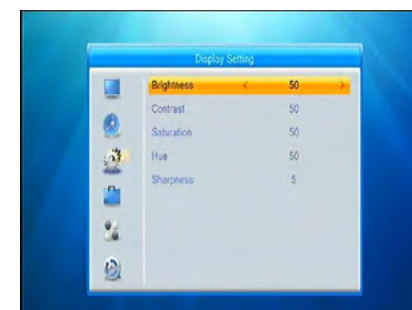 Display Setting
Brightness < 50 >
Contrast 50
Saturation 50
Hue 50
Sharpness 5